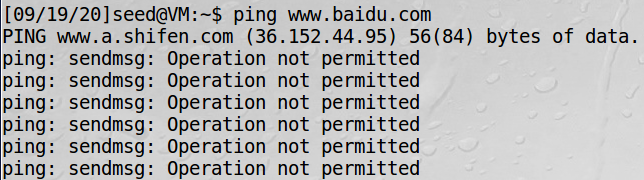 [09/19/20]seed@VM:~$ ping www.baidu.com
PING www.a.shifen.com (36.152.44.95) 56(84) bytes of data.
ping: sendmsg: Operation not permitted
ping: sendmsg: Operation not permitted
ping: sendmsg: Operation not permitted
ping: sendmsg: Operation not permitted
ping: sendmsg: Operation not permitted
ping: sendmsg: Operation not permitted